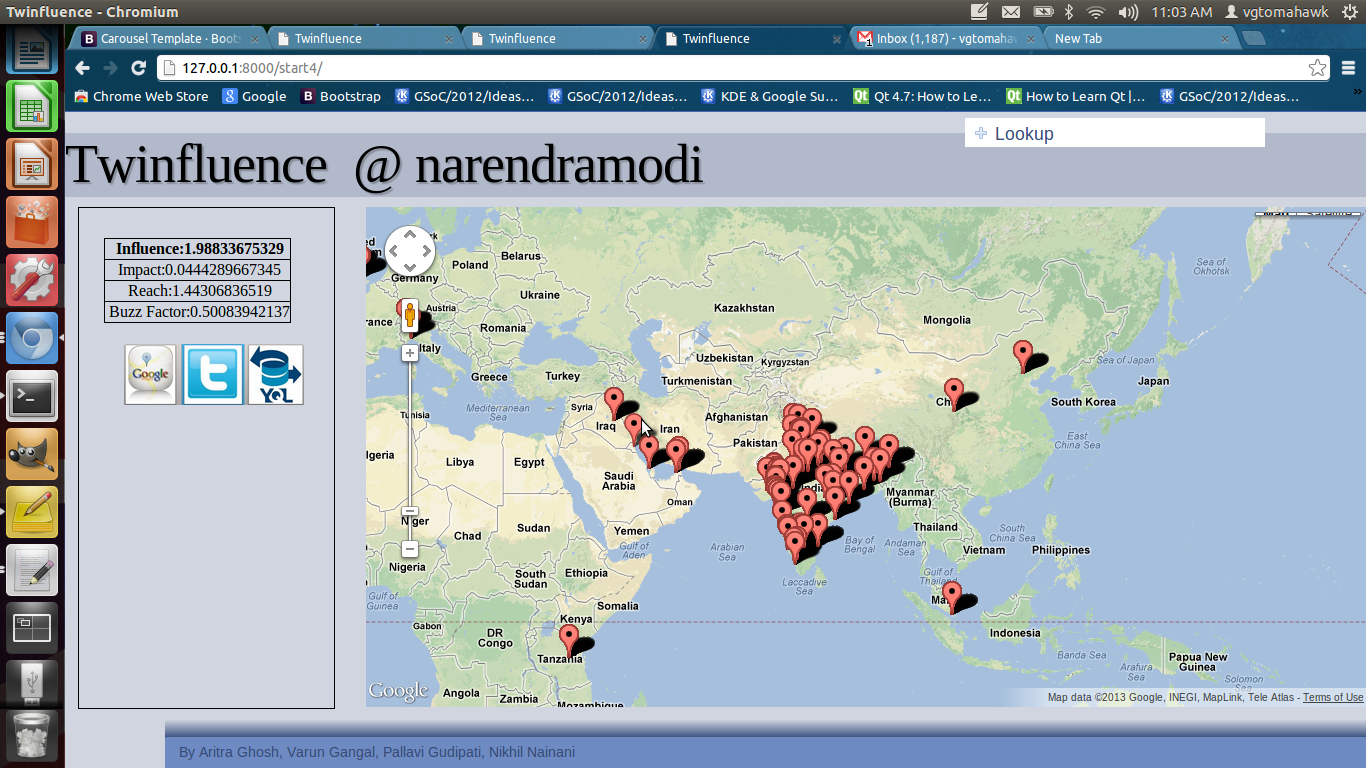 Twinfluence - Chromium
11:03 AM vgtomahawk
Carousel Template · Boots
Twinfluence
Twinfluence
Twinfluence
Inbox (1,187) - vgtomahaw
New Tab
127.0.0.1:8000/start4/
Chrome Web Store
Google
Bootstrap
GSoC/2012/Ideas...
GSoC/2012/Ideas...
KDE & Google Su...
Qt 4.7: How to Le...
How to Learn Qt |...
GSoC/2012/Ideas...
»
Lookup
Twinfluence @ narendramodi
Influence:1.98833675329
Impact:0.0444289667345
Reach:1.44306836519
Buzz Factor:0.50083942137
Google
YQL
Germany
Poland
Belarus
Sea of
Okhotsk
Ukraine
Kazakhstan
Austria
rance
Romania
Mongolia
Italy
Uzbekistan
Kyrgyzstan
Sea of Japan
Greece
Turkey
Turkmenistan
Japan
South Korea
Tunisia
Mediterranean
Sea
Syria
Afghanistan
Iraq
Iran
Pakistan
East China
Sea
lgeria
Libya
Egypt
Saudi
Arabia
India
Myanmar
(Burma)
Oman
Niger
Chad
Sudan
Yemen
Gulf of
Aden
Arabian
Sea
Bay of
Bengal
Andaman
Sea
Thailand
South
China Sea
Vietnam
Philippines
Nigeria
South
Sudan
Ethiopia
Laccadive
Sea
Gulf of
Thailand
Gulf of
Guinea
Somalia
Gabon
DR
Congo
Kenya
Indonesia
Tanzania
Banda Sea
Papua New
Guinea
Arafura
Sea
Solomon
Sea
Angola
Zambia
Mozambique
Google
Map data ©2013 Google, INEGI, MapLink, Tele Atlas - Terms of Use
By Aritra Ghosh, Varun Gangal, Pallavi Gudipati, Nikhil Nainani